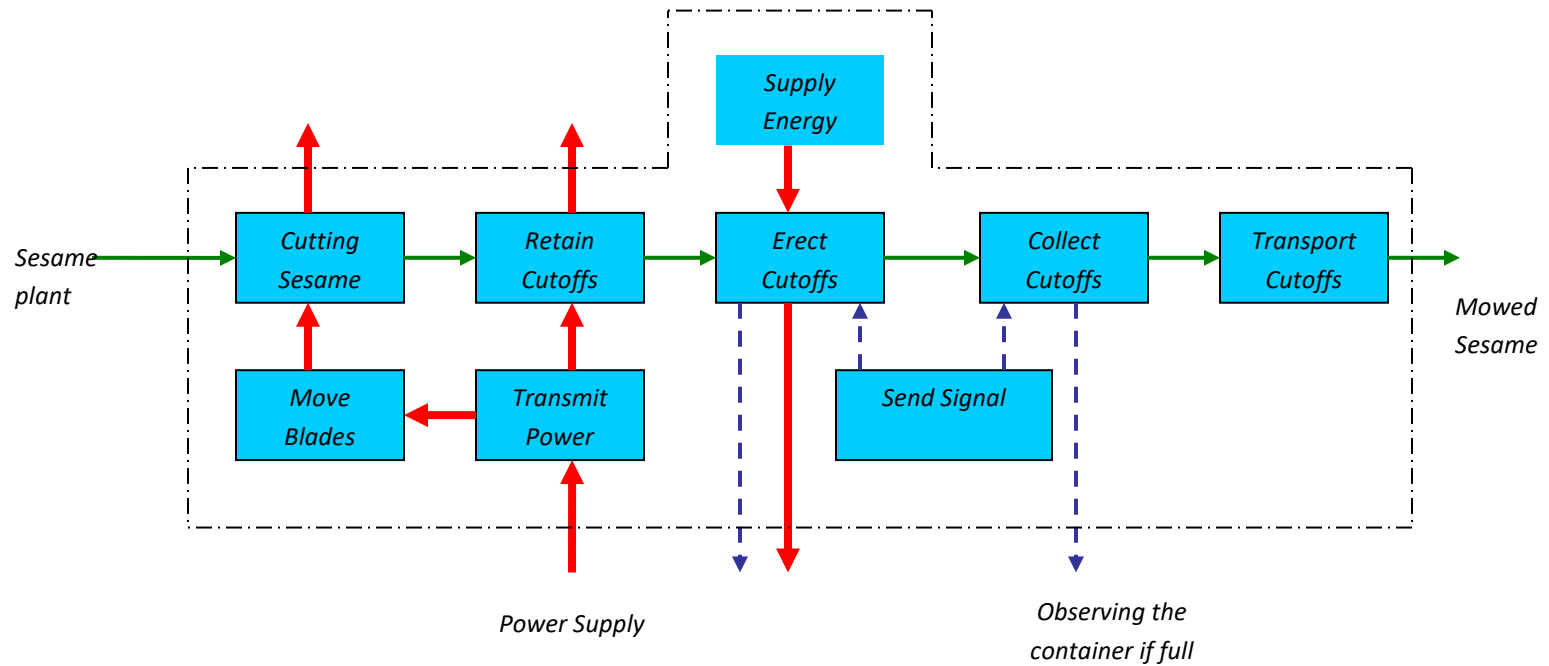 Supply
Energy
Sesame
plant
Cutting
Sesame
Retain
Cutoffs
Erect
Cutoffs
Collect
Cutoffs
Transport
Cutoffs
Mowed
Sesame
Move
Blades
Transmit
Power
Send Signal
Power Supply
Observing the
container if full